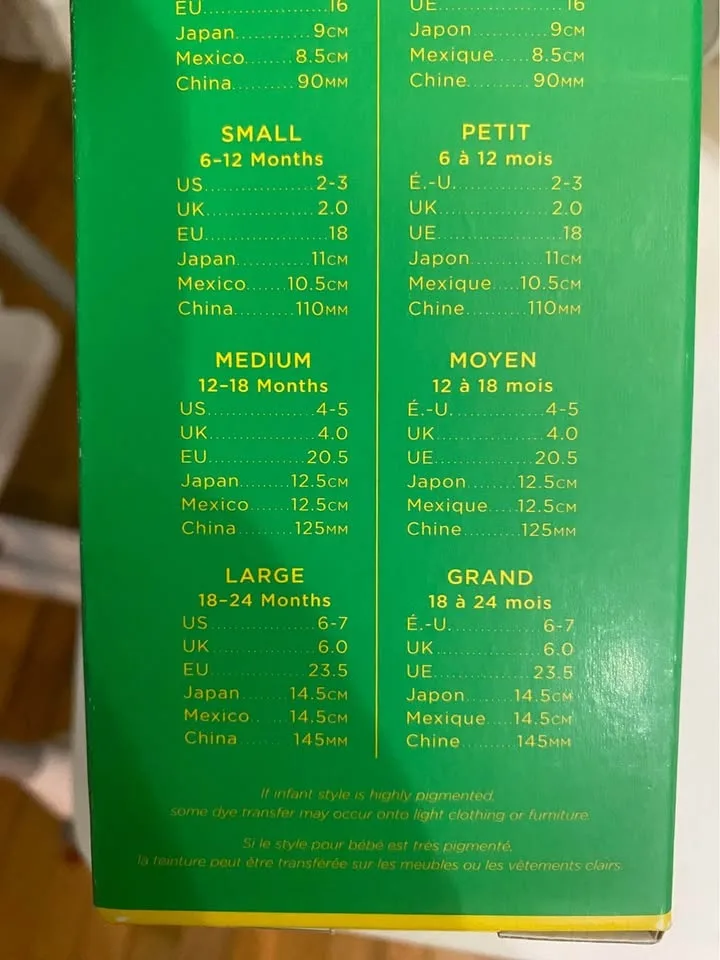 EU....................16
Japan.............9CM
Mexico.......8.5CM
China...........90MM
SMALL
6–12 Months
US..................2-3
UK...................2.0
EU....................18
Japan.............11CM
Mexico......10.5CM
China.........110MM
MEDIUM
12–18 Months
US..................4-5
UK..................4.0
EU................20.5
Japan.......12.5CM
Mexico......12.5CM
China.........125MM
LARGE
18–24 Months
US..................6-7
UK..................6.0
EU................23.5
Japan.......14.5CM
Mexico......14.5CM
China.........145MM
UE....................16
Japon.............9CM
Mexique.....8.5CM
Chine...........90MM
PETIT
6 à 12 mois
É.-U................2-3
UK...................2.0
UE....................18
Japon.............11CM
Mexique....10.5CM
Chine..........110MM
MOYEN
12 à 18 mois
É.-U...............4-5
UK..................4.0
UE................20.5
Japon........12.5CM
Mexique....12.5CM
Chine.........125MM
GRAND
18 à 24 mois
É.-U...............6-7
UK..................6.0
UE................23.5
Japon.......14.5CM
Mexique....14.5CM
Chine.........145MM
If infant style is highly pigmented,
some dye transfer may occur onto light clothing or furniture.
Si le style pour bébé est très pigmenté,
la teinture peut être transférée sur les meubles ou les vêtements clairs.